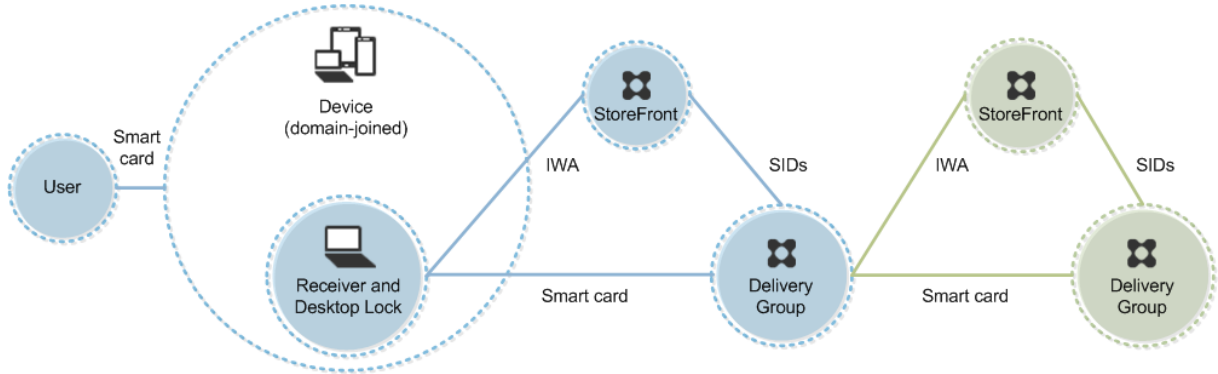 User
Smart
card
Device
(domain-joined)
Receiver and
Desktop Lock
IWA
StoreFront
SIDs
Smart card
Delivery
Group
IWA
StoreFront
SIDs
Smart card
Delivery
Group